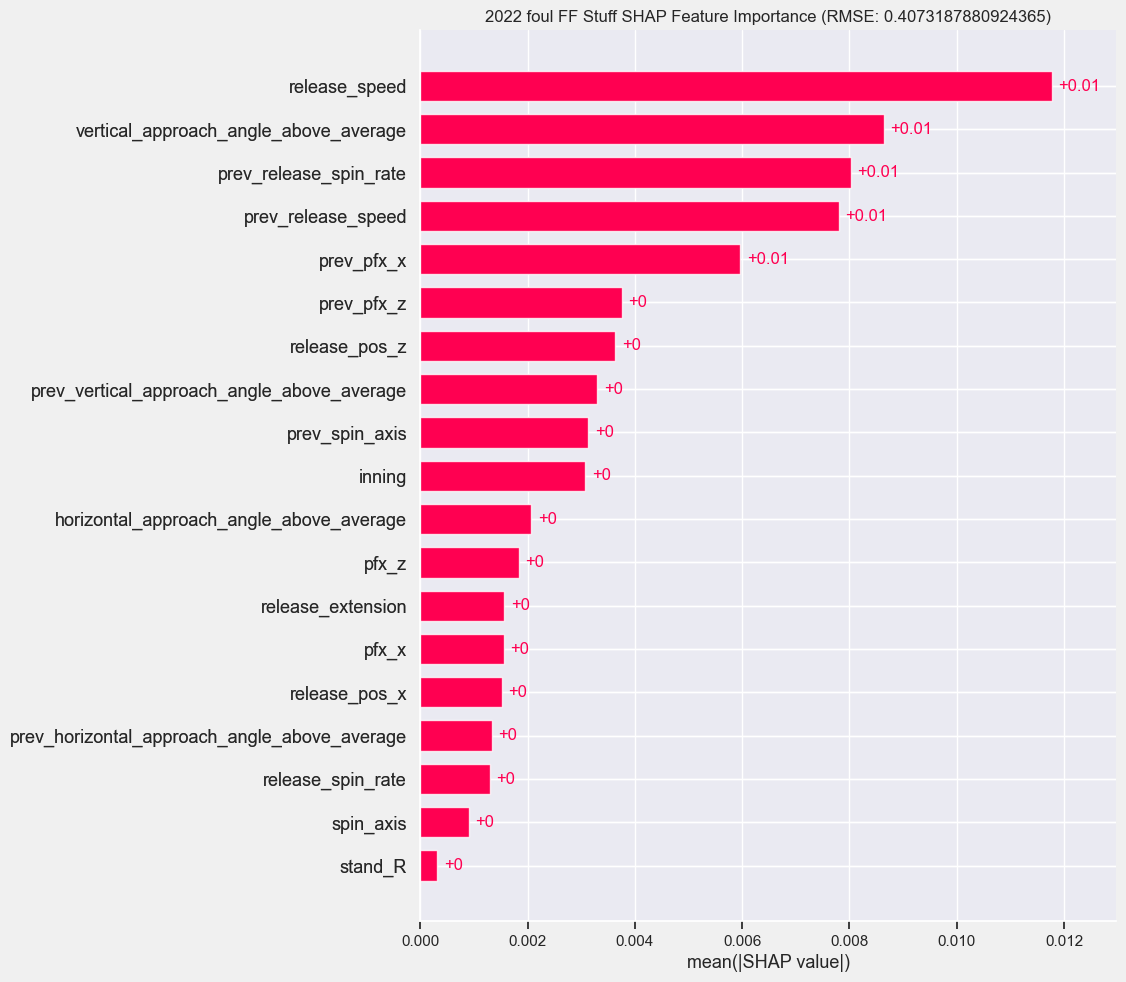 2022 foul FF Stuff SHAP Feature Importance (RMSE: 0.4073187880924365)
release_speed +0.01
vertical_approach_angle_above_average +0.01
prev_release_spin_rate +0.01
prev_release_speed +0.01
prev_pfx_x +0.01
prev_pfx_z +0
release_pos_z +0
prev_vertical_approach_angle_above_average +0
prev_spin_axis +0
inning +0
horizontal_approach_angle_above_average +0
pfx_z +0
release_extension +0
pfx_x +0
release_pos_x +0
prev_horizontal_approach_angle_above_average +0
release_spin_rate +0
spin_axis +0
stand_R +0
0.000 0.002 0.004 0.006 0.008 0.010 0.012
mean(|SHAP value|)